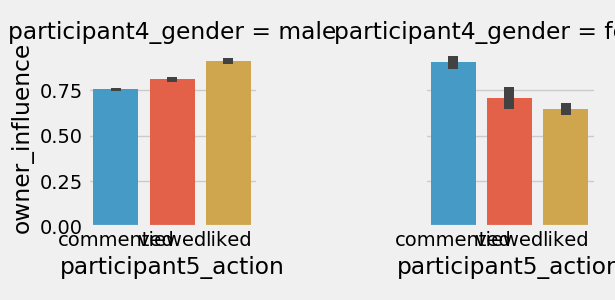 participant4_gender = male
participant4_gender = fe
owner_influence
0.75
0.50
0.25
0.00
commented
viewed
liked
commented
viewed
liked
participant5_action
participant5_action